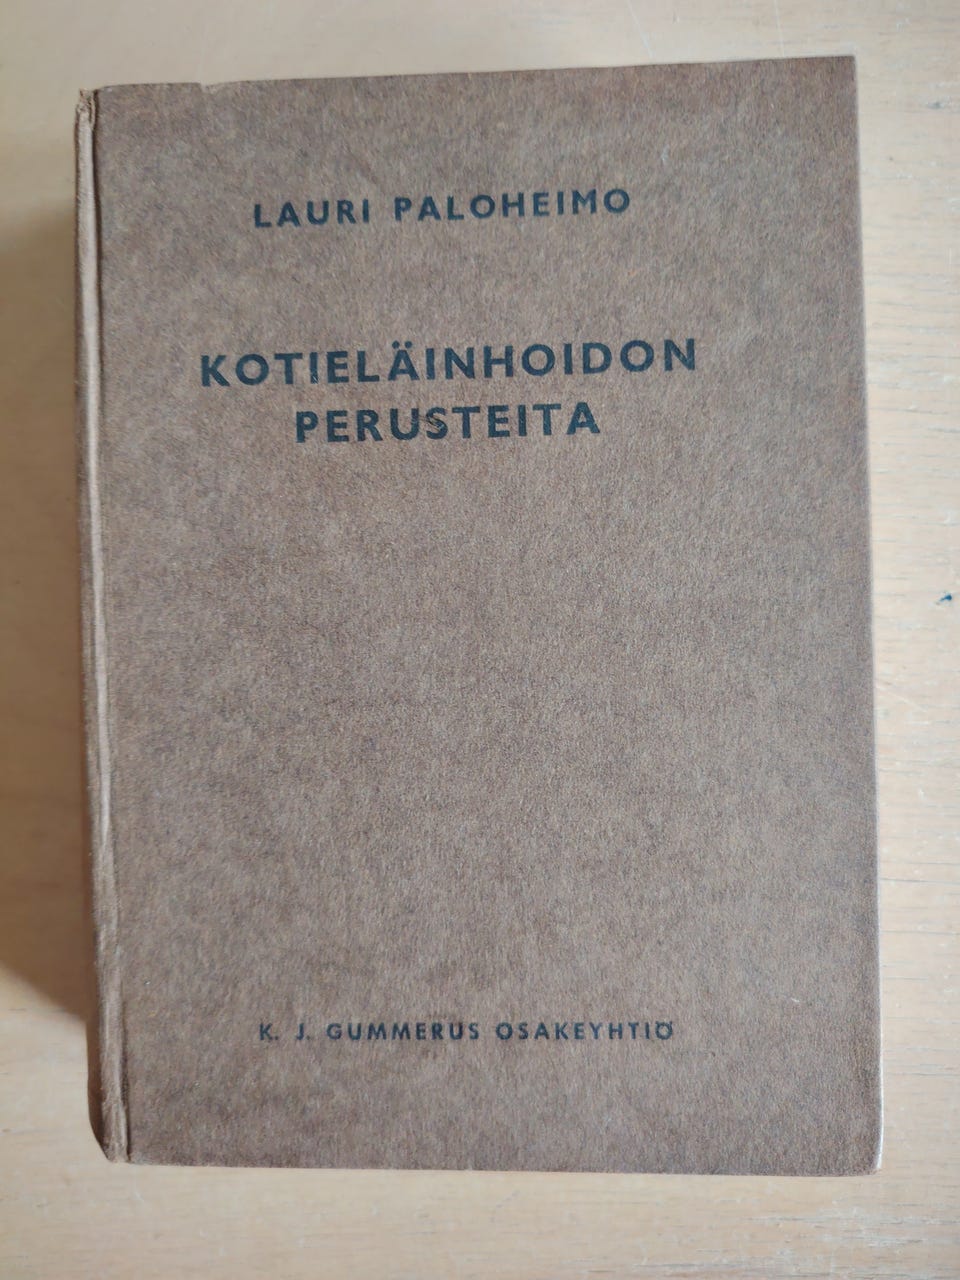 LAURI PALOHEIMO
KOTIELÄINHOIDON
PERUSTEITA
K. J. GUMMERUS OSAKEYHTIÖ